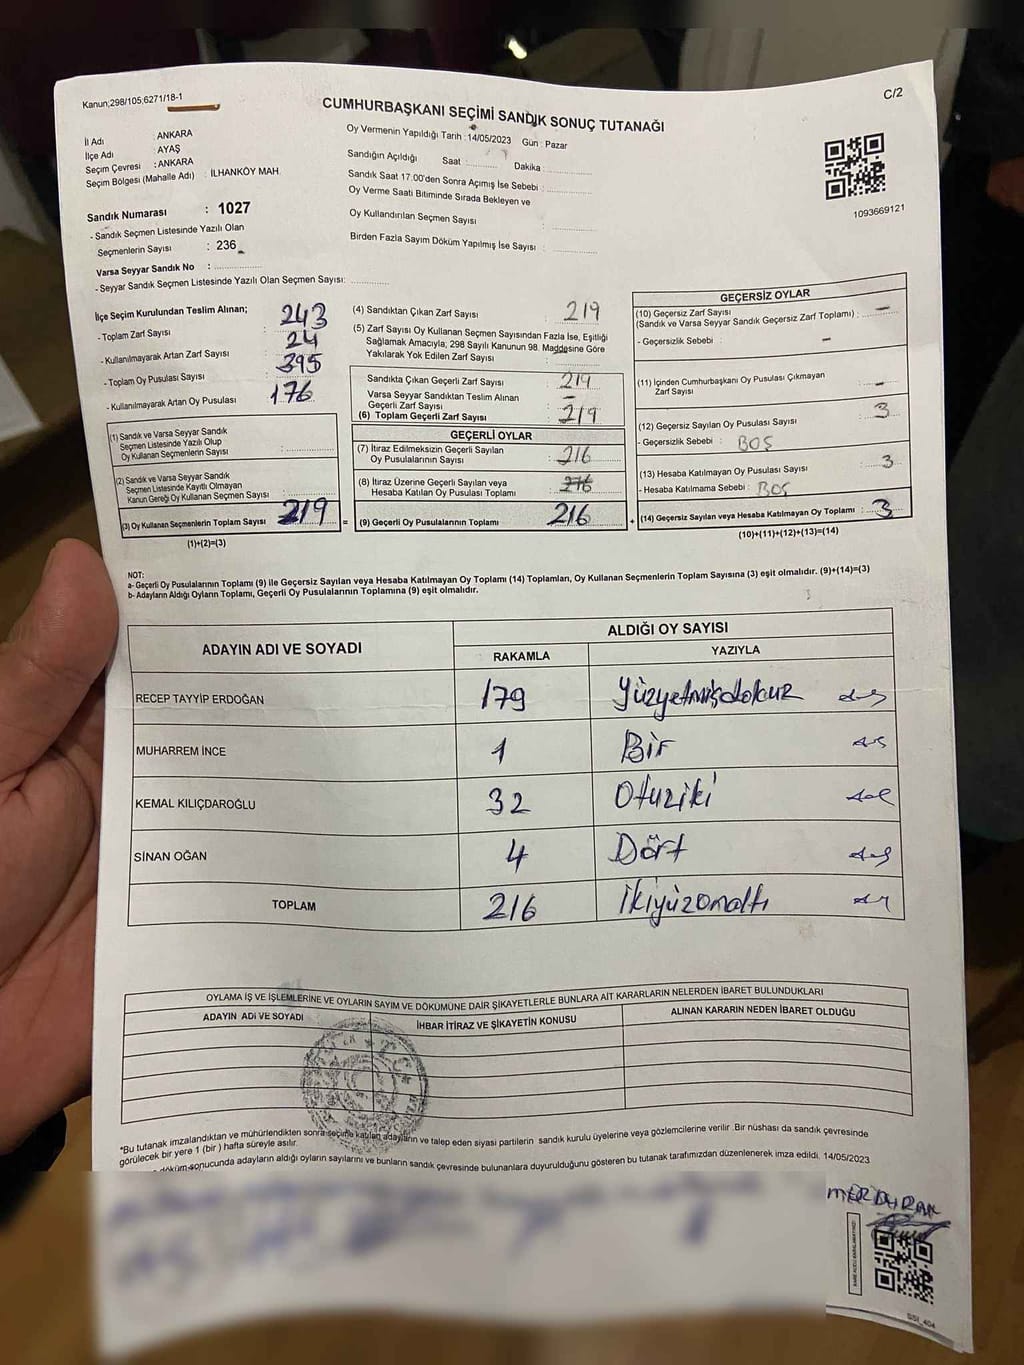 Kanun;298/105;6271/18-1
C/2
CUMHURBAŞKANI SEÇİMİ SANDIK SONUÇ TUTANAĞI
İl Adı : ANKARA
İlçe Adı : AYAŞ
Seçim Çevresi : ANKARA
Seçim Bölgesi (Mahalle Adı) : İLHANKÖY MAH.
Sandık Numarası : 1027
- Sandık Seçmen Listesinde Yazılı Olan
Seçmenlerin Sayısı : 236
Varsa Seyyar Sandık No :
- Seyyar Sandık Seçmen Listesinde Yazılı Olan Seçmen Sayısı:
Oy Vermenin Yapıldığı Tarih : 14/05/2023 Gün : Pazar
Sandığın Açıldığı Saat : Dakika :
Sandık Saat 17.00'den Sonra Açımış İse Sebebi :
Oy Verme Saati Bitiminde Sırada Bekleyen ve
Oy Kullandırılan Seçmen Sayısı :
Birden Fazla Sayım Döküm Yapılmış İse Sayısı :
1093669121
İlçe Seçim Kurulundan Teslim Alınan;
- Toplam Zarf Sayısı : 243
- Kullanılmayarak Artan Zarf Sayısı : 24
- Toplam Oy Pusulası Sayısı : 395
- Kullanılmayarak Artan Oy Pusulası : 176
(1) Sandık ve Varsa Seyyar Sandık
Seçmen Listesinde Yazılı Olup
Oy Kullanan Seçmenlerin Sayısı :
(2) Sandık ve Varsa Seyyar Sandık
Seçmen Listesinde Kayıtlı Olmayan
Kanun Gereği Oy Kullanan Seçmen Sayısı :
(3) Oy Kullanan Seçmenlerin Toplam Sayısı : 219 =
(1)+(2)=(3)
(4) Sandıktan Çıkan Zarf Sayısı : 219
(5) Zarf Sayısı Oy Kullanan Seçmen Sayısından Fazla İse, Eşitliği
Sağlamak Amacıyla; 298 Sayılı Kanunun 98. Maddesine Göre
Yakılarak Yok Edilen Zarf Sayısı :
Sandıkta Çıkan Geçerli Zarf Sayısı : 219
Varsa Seyyar Sandıktan Teslim Alınan
Geçerli Zarf Sayısı : -
(6) Toplam Geçerli Zarf Sayısı : 219
GEÇERLİ OYLAR
(7) İtiraz Edilmeksizin Geçerli Sayılan
Oy Pusulalarının Sayısı : 216
(8) İtiraz Üzerine Geçerli Sayılan veya
Hesaba Katılan Oy Pusulası Toplamı : 216
(9) Geçerli Oy Pusulalarının Toplamı : 216 +
GEÇERSİZ OYLAR
(10) Geçersiz Zarf Sayısı
(Sandık ve Varsa Seyyar Sandık Geçersiz Zarf Toplamı) : -
- Geçersizlik Sebebi : -
(11) İçinden Cumhurbaşkanı Oy Pusulası Çıkmayan
Zarf Sayısı : -
(12) Geçersiz Sayılan Oy Pusulası Sayısı : 3
- Geçersizlik Sebebi : BOŞ
(13) Hesaba Katılmayan Oy Pusulası Sayısı : 3
- Hesaba Katılmama Sebebi : BOŞ
(14) Geçersiz Sayılan veya Hesaba Katılmayan Oy Toplamı : 3
(10)+(11)+(12)+(13)=(14)
NOT:
a- Geçerli Oy Pusulalarının Toplamı (9) ile Geçersiz Sayılan veya Hesaba Katılmayan Oy Toplamı (14) Toplamları, Oy Kullanan Seçmenlerin Toplam Sayısına (3) eşit olmalıdır. (9)+(14)=(3)
b- Adayların Aldığı Oyların Toplamı, Geçerli Oy Pusulalarının Toplamına (9) eşit olmalıdır.
ADAYIN ADI VE SOYADI
ALDIĞI OY SAYISI
RAKAMLA YAZIYLA
RECEP TAYYİP ERDOĞAN 179 Yüzyetmişdokuz
MUHARREM İNCE 1 Bir
KEMAL KILIÇDAROĞLU 32 Otuziki
SİNAN OĞAN 4 Dört
TOPLAM 216 İkiyüzonaltı
OYLAMA İŞ VE İŞLEMLERİNE VE OYLARIN SAYIM VE DÖKÜMÜNE DAİR ŞİKAYETLERLE BUNLARA AİT KARARLARIN NELERDEN İBARET BULUNDUKLARI
ADAYIN ADI VE SOYADI İHBAR İTİRAZ VE ŞİKAYETİN KONUSU ALINAN KARARIN NEDEN İBARET OLDUĞU
*Bu tutanak imzalandıktan ve mühürlendikten sonra seçime katılan adayların ve talep eden siyasi partilerin sandık kurulu üyelerine veya gözlemcilerine verilir .Bir nüshası da sandık çevresinde
görülecek bir yere 1 (bir ) hafta süreyle asılır.
döküm sonucunda adayların aldığı oyların sayılarını ve bunların sandık çevresinde bulunanlara duyurulduğunu gösteren bu tutanak tarafımızdan düzenlenerek imza edildi. 14/05/2023